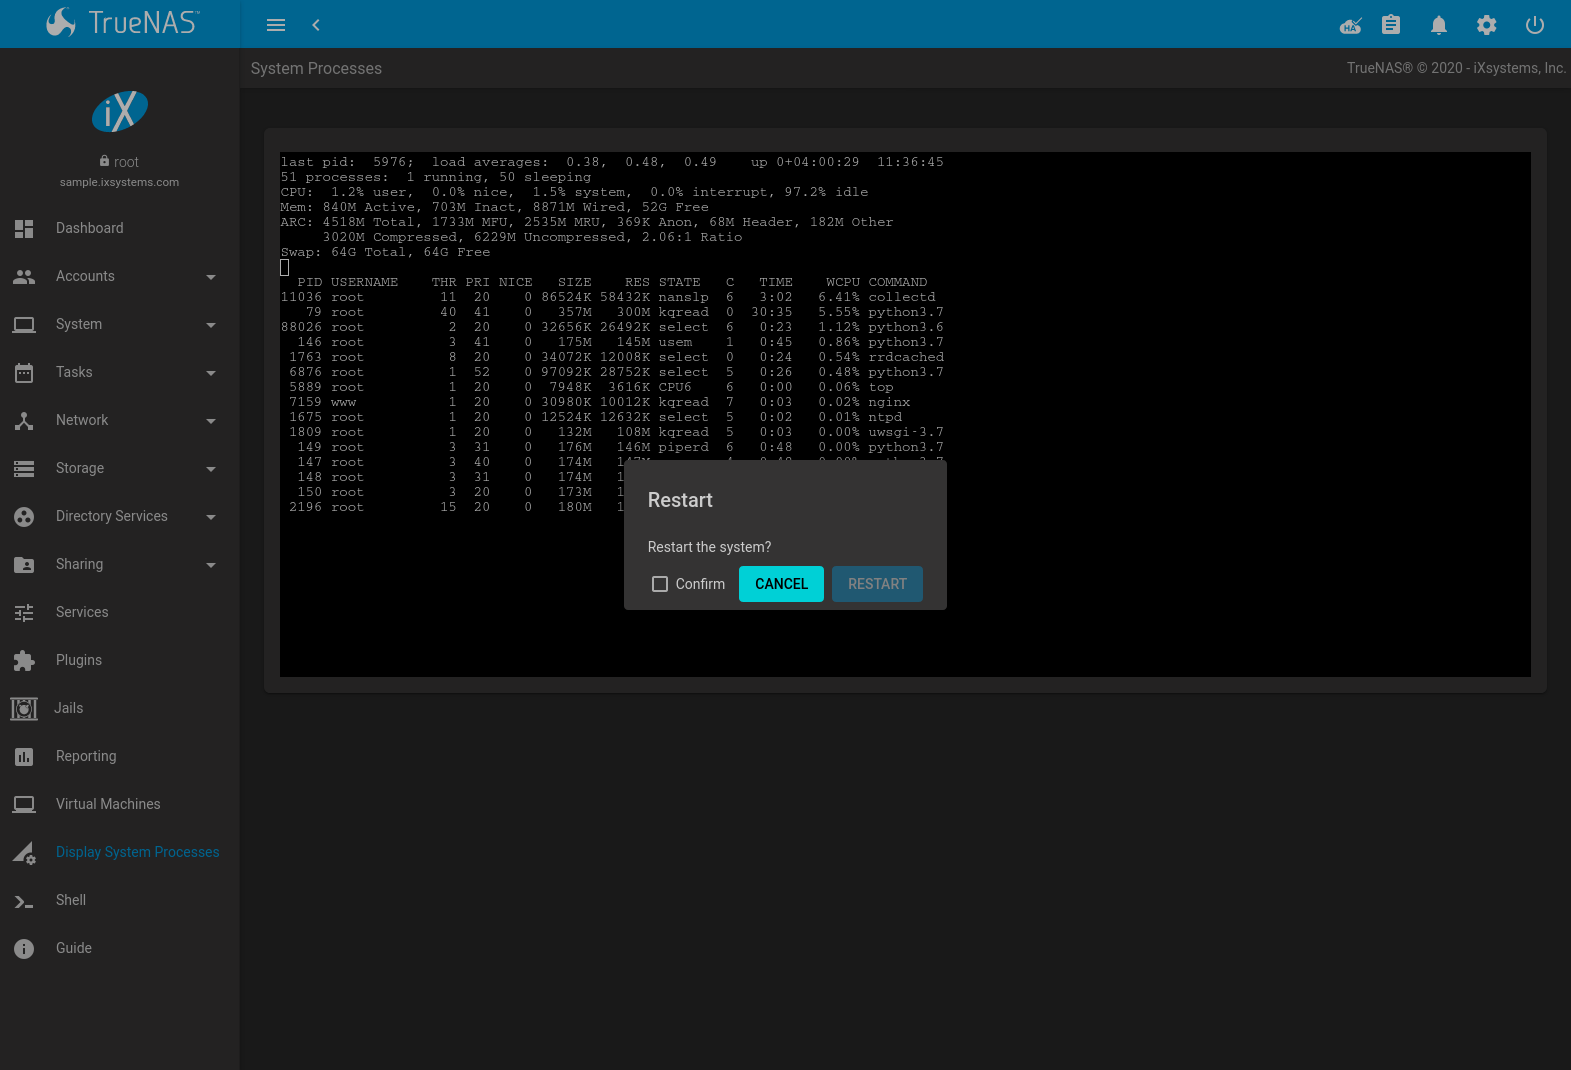 TrueNAS
HA
System Processes
TrueNAS® © 2020 - iXsystems, Inc.
iX
root
sample.ixsystems.com
Dashboard
Accounts
System
Tasks
Network
Storage
Directory Services
Sharing
Services
Plugins
Jails
Reporting
Virtual Machines
Display System Processes
Shell
Guide
last pid:  5976;  load averages:  0.38,  0.48,  0.49    up 0+04:00:29  11:36:45
51 processes:  1 running, 50 sleeping
CPU:  1.2% user,  0.0% nice,  1.5% system,  0.0% interrupt, 97.2% idle
Mem: 840M Active, 703M Inact, 8871M Wired, 52G Free
ARC: 4518M Total, 1733M MFU, 2535M MRU, 369K Anon, 68M Header, 182M Other
     3020M Compressed, 6229M Uncompressed, 2.06:1 Ratio
Swap: 64G Total, 64G Free
  PID USERNAME    THR PRI NICE   SIZE    RES STATE   C   TIME    WCPU COMMAND
11036 root         11  20    0 86524K 58432K nanslp  6   3:02   6.41% collectd
   79 root         40  41    0   357M   300M kqread  0  30:35   5.55% python3.7
88026 root          2  20    0 32656K 26492K select  6   0:23   1.12% python3.6
  146 root          3  41    0   175M   145M usem    1   0:45   0.86% python3.7
 1763 root          8  20    0 34072K 12008K select  0   0:24   0.54% rrdcached
 6876 root          1  52    0 97092K 28752K select  5   0:26   0.48% python3.7
 5889 root          1  20    0  7948K  3616K CPU6    6   0:00   0.06% top
 7159 www           1  20    0 30980K 10012K kqread  7   0:03   0.02% nginx
 1675 root          1  20    0 12524K 12632K select  5   0:02   0.01% ntpd
 1809 root          1  20    0   132M   108M kqread  5   0:03   0.00% uwsgi-3.7
  149 root          3  31    0   176M   146M piperd  6   0:48   0.00% python3.7
  147 root          3  40    0   174M
  148 root          3  31    0   174M
  150 root          3  20    0   173M
 2196 root         15  20    0   180M
Restart
Restart the system?
Confirm
CANCEL
RESTART